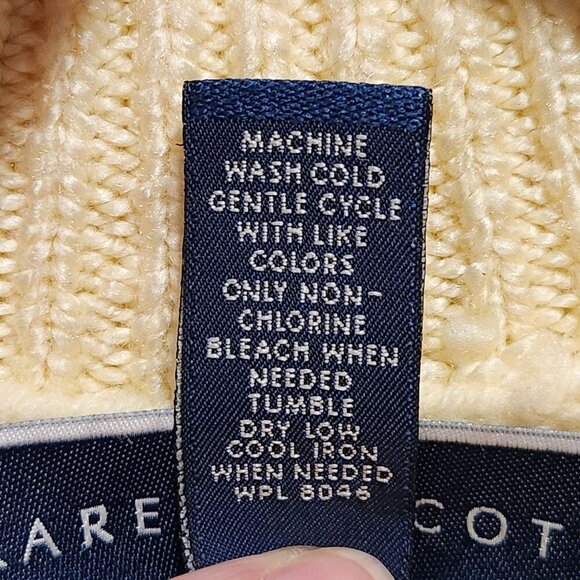 MACHINE
WASH COLD
GENTLE CYCLE
WITH LIKE
COLORS
ONLY NON-
CHLORINE
BLEACH WHEN
NEEDED
TUMBLE
DRY LOW
COOL IRON
WHEN NEEDED
WPL 8046